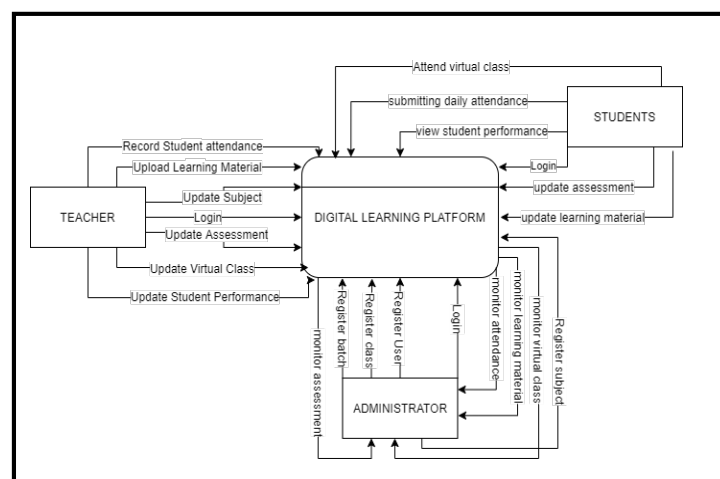 Attend virtual class
submitting daily attendance
STUDENTS
view student performance
Record Student attendance
Upload Learning Material
Login
Update Subject
update assessment
TEACHER
Login
DIGITAL LEARNING PLATFORM
update learning material
Update Assessment
Update Virtual Class
Update Student Performance
monitor assessment
Register batch
Register class
Register User
Login
monitor attendance
monitor learning material
monitor virtual class
Register subject
ADMINISTRATOR